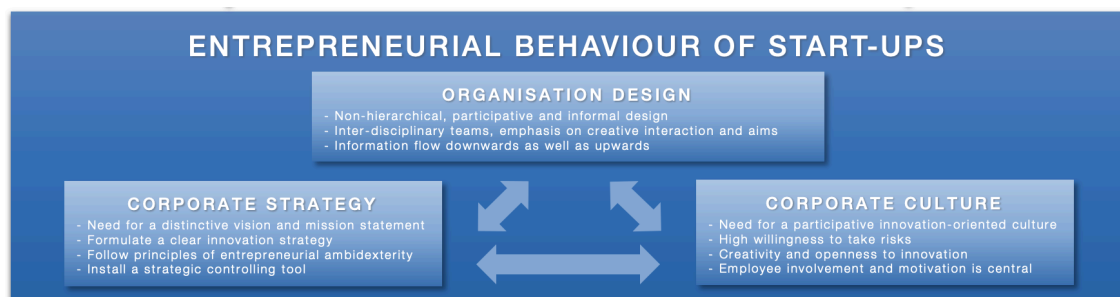 ENTREPRENEURIAL BEHAVIOUR OF START-UPS
ORGANISATION DESIGN
- Non-hierarchical, participative and informal design
- Inter-disciplinary teams, emphasis on creative interaction and aims
- Information flow downwards as well as upwards
CORPORATE STRATEGY
- Need for a distinctive vision and mission statement
- Formulate a clear innovation strategy
- Follow principles of entrepreneurial ambidexterity
- Install a strategic controlling tool
CORPORATE CULTURE
- Need for a participative innovation-oriented culture
- High willingness to take risks
- Creativity and openness to innovation
- Employee involvement and motivation is central